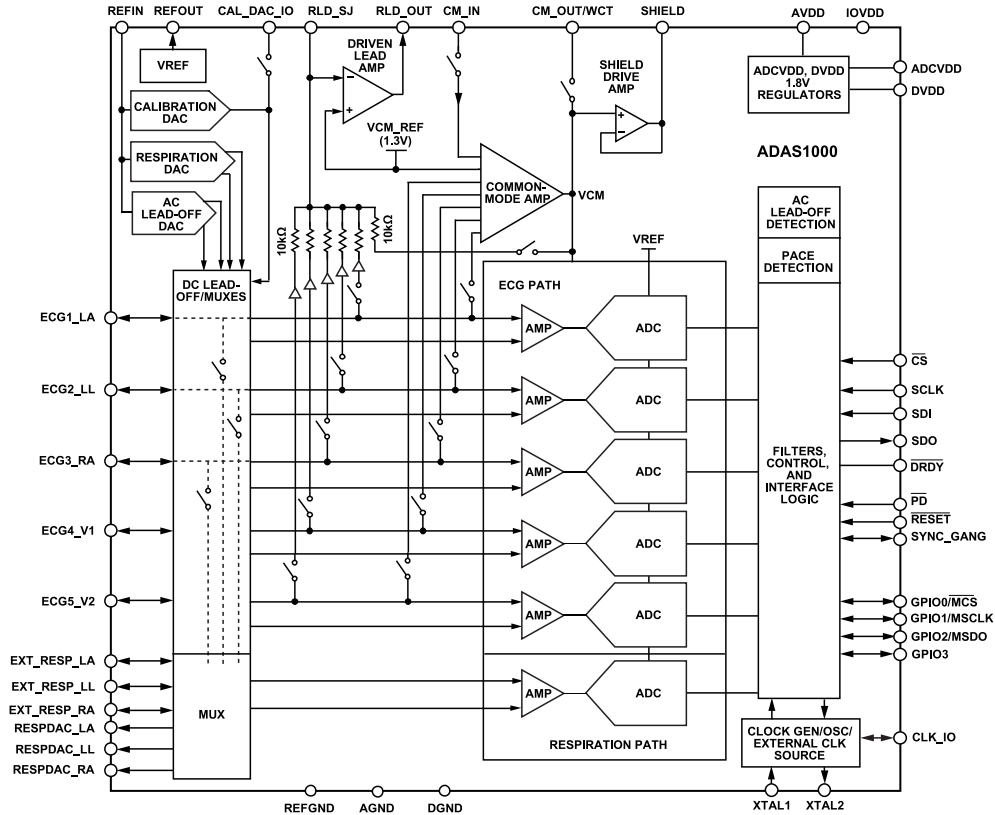 REFIN REFOUT CAL_DAC_IO RLD_SJ RLD_OUT CM_IN CM_OUT/WCT SHIELD AVDD IOVDD
DRIVEN
LEAD
AMP
VREF
SHIELD
DRIVE
AMP
ADCVDD, DVDD
1.8V
REGULATORS
ADCVDD
DVDD
CALIBRATION
DAC
VCM_REF
(1.3V)
RESPIRATION
DAC
ADAS1000
COMMON-
MODE AMP
VCM
AC
LEAD-OFF
DAC
10kΩ
10kΩ
AC
LEAD-OFF
DETECTION
VREF
PACE
DETECTION
DC LEAD-
OFF/MUXES
ECG PATH
ECG1_LA
AMP
ADC
CS
ECG2_LL
AMP
ADC
SCLK
SDI
SDO
ECG3_RA
AMP
ADC
FILTERS,
CONTROL,
AND
INTERFACE
LOGIC
DRDY
PD
RESET
SYNC_GANG
ECG4_V1
AMP
ADC
ECG5_V2
AMP
ADC
GPIO0/MCS
GPIO1/MSCLK
GPIO2/MSDO
GPIO3
EXT_RESP_LA
EXT_RESP_LL
EXT_RESP_RA
RESPDAC_LA
RESPDAC_LL
RESPDAC_RA
MUX
AMP
ADC
RESPIRATION PATH
CLOCK GEN/OSC/
EXTERNAL CLK
SOURCE
CLK_IO
REFGND AGND DGND XTAL1 XTAL2